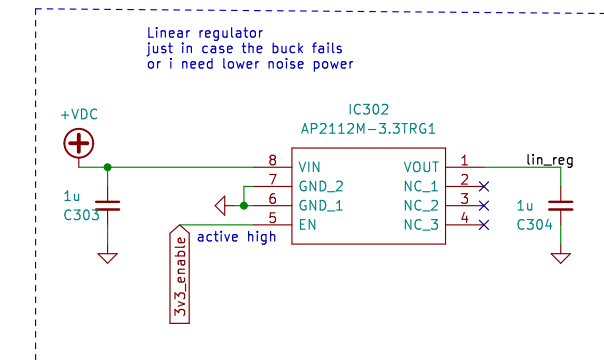 Linear regulator
just in case the buck fails
or i need lower noise power
+VDC
IC302
AP2112M-3.3TRG1
8 VIN VOUT 1 lin_reg
7 GND_2 NC_1 2
6 GND_1 NC_2 3
5 EN NC_3 4
1u
C303
active high
3v3_enable
1u
C304